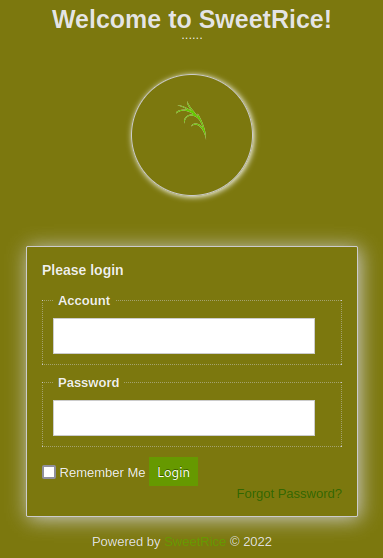 Welcome to SweetRice!
......
Please login
Account
Password
Remember Me Login
Forgot Password?
Powered by SweetRice © 2022